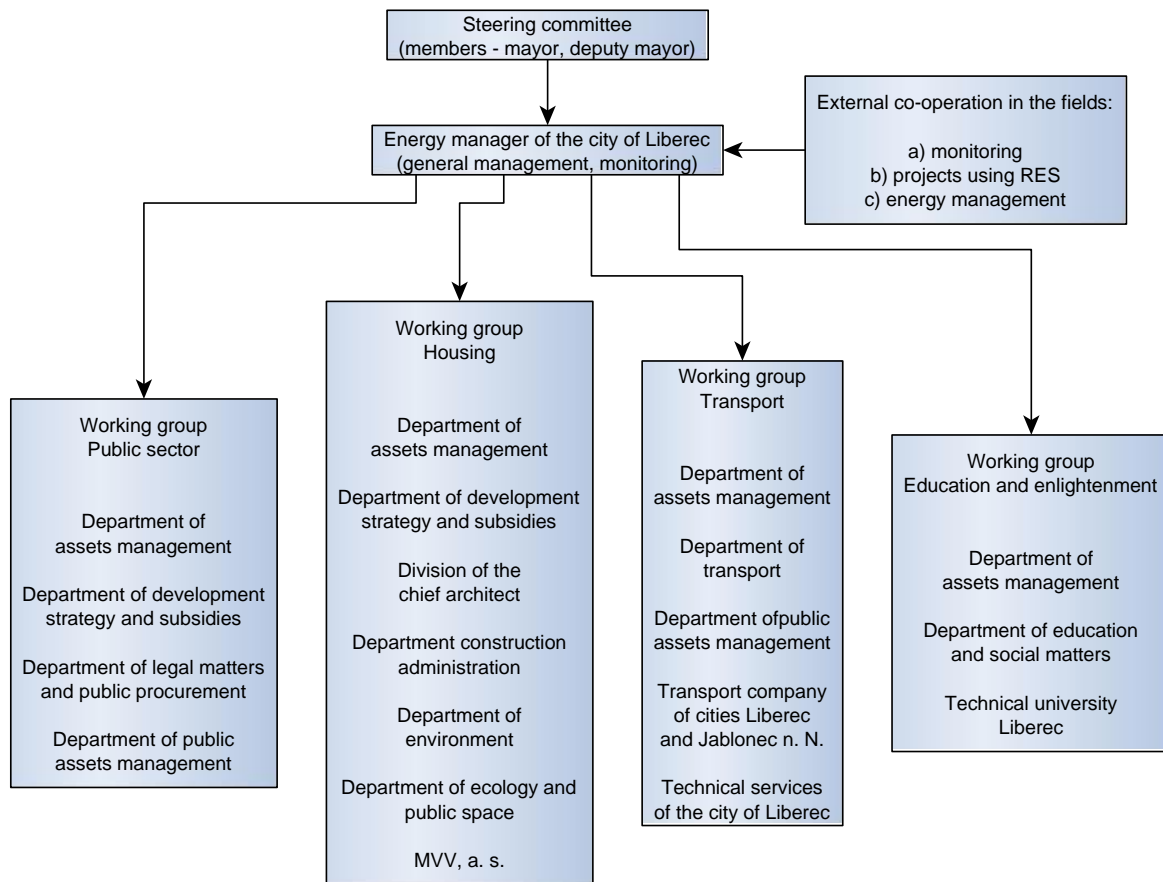 Steering committee
(members - mayor, deputy mayor)
External co-operation in the fields:
a) monitoring
b) projects using RES
c) energy management
Energy manager of the city of Liberec
(general management, monitoring)
Working group
Public sector
Department of
assets management
Department of development
strategy and subsidies
Department of legal matters
and public procurement
Department of public
assets management
Working group
Housing
Department of
assets management
Department of development
strategy and subsidies
Division of the
chief architect
Department construction
administration
Department of
environment
Department of ecology and
public space
MVV, a. s.
Working group
Transport
Department of
assets management
Department of
transport
Department ofpublic
assets management
Transport company
of cities Liberec
and Jablonec n. N.
Technical services
of the city of Liberec
Working group
Education and enlightenment
Department of
assets management
Department of education
and social matters
Technical university
Liberec